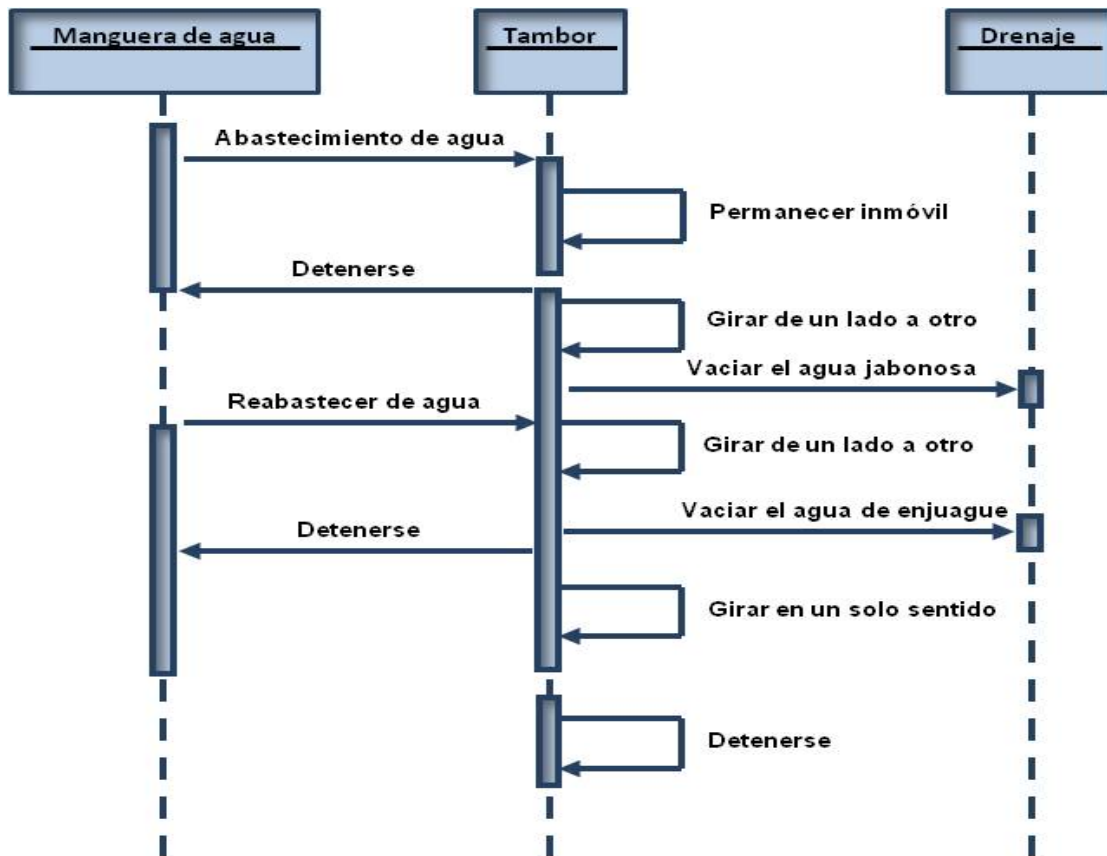 Manguera de agua
Tambor
Drenaje
Abastecimiento de agua
Permanecer inmóvil
Detenerse
Girar de un lado a otro
Vaciar el agua jabonosa
Reabastecer de agua
Girar de un lado a otro
Vaciar el agua de enjuague
Detenerse
Girar en un solo sentido
Detenerse